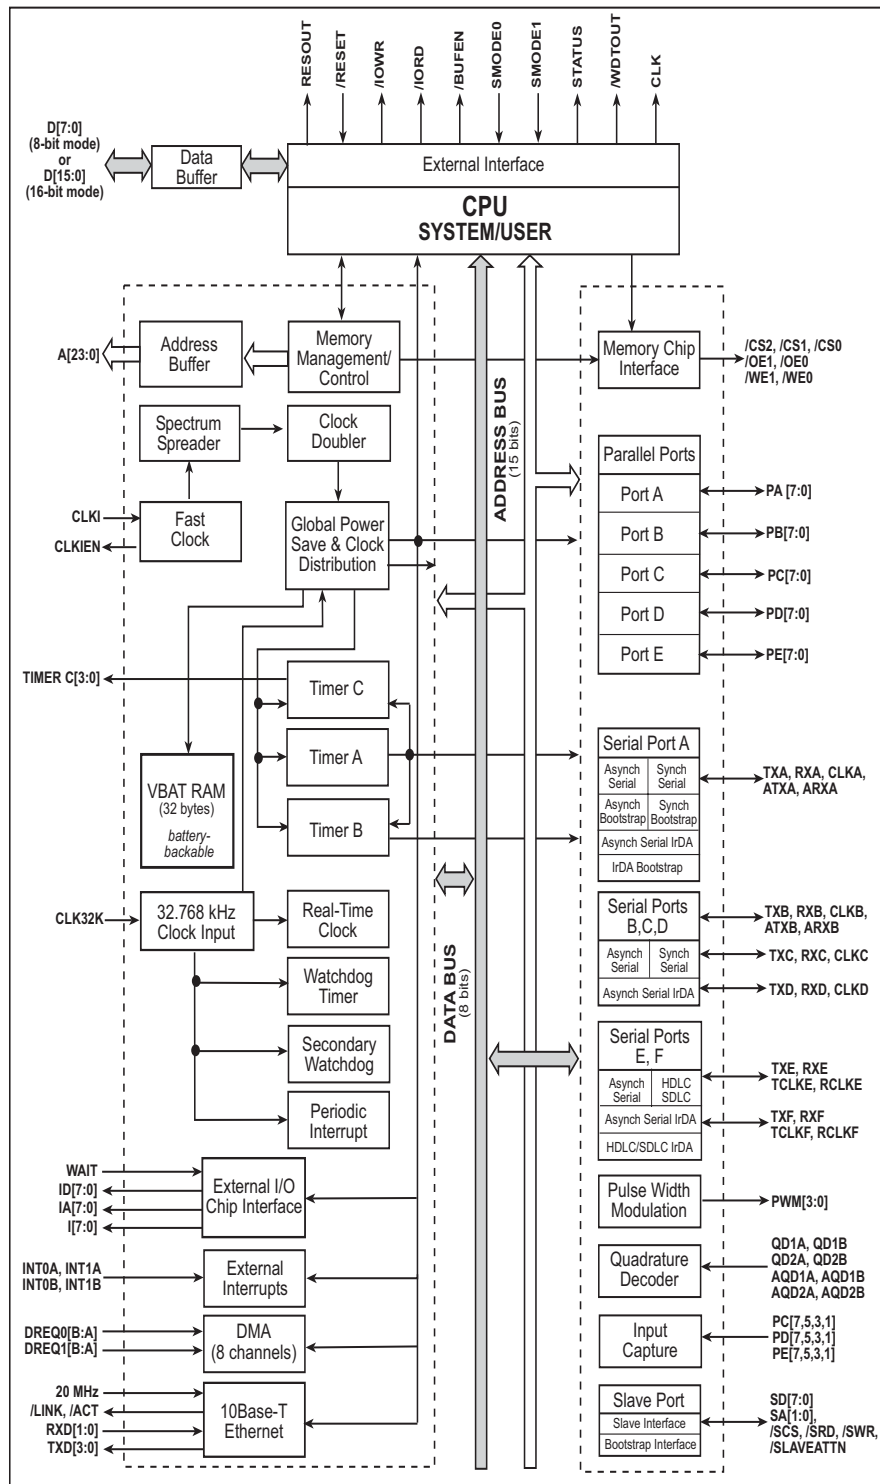 RESOUT
/RESET
/IOWR
/IORD
/BUFEN
SMODE0
SMODE1
STATUS
/WDTOUT
CLK
D[7:0]
(8-bit mode)
or
D[15:0]
(16-bit mode)
Data
Buffer
External Interface
CPU
SYSTEM/USER
A[23:0]
Address
Buffer
Memory
Management/
Control
Memory Chip
Interface
/CS2, /CS1, /CS0
/OE1, /OE0
/WE1, /WE0
Spectrum
Spreader
Clock
Doubler
CLKI
CLKIEN
Fast
Clock
Global Power
Save & Clock
Distribution
ADDRESS BUS
(15 bits)
Parallel Ports
Port A
PA [7:0]
Port B
PB[7:0]
Port C
PC[7:0]
Port D
PD[7:0]
Port E
PE[7:0]
TIMER C[3:0]
Timer C
Timer A
Timer B
VBAT RAM
(32 bytes)
battery-
backable
Serial Port A
Asynch
Serial
Synch
Serial
Asynch
Bootstrap
Synch
Bootstrap
Asynch Serial IrDA
IrDA Bootstrap
TXA, RXA, CLKA,
ATXA, ARXA
CLK32K
32.768 kHz
Clock Input
Real-Time
Clock
Watchdog
Timer
Secondary
Watchdog
Periodic
Interrupt
DATA BUS
(8 bits)
Serial Ports
B,C,D
Asynch
Serial
Synch
Serial
Asynch Serial IrDA
TXB, RXB, CLKB,
ATXB, ARXB
TXC, RXC, CLKC
TXD, RXD, CLKD
Serial Ports
E, F
Asynch
Serial
HDLC
SDLC
Asynch Serial IrDA
HDLC/SDLC IrDA
TXE, RXE
TCLKE, RCLKE
TXF, RXF
TCLKF, RCLKF
WAIT
ID[7:0]
IA[7:0]
I[7:0]
External I/O
Chip Interface
Pulse Width
Modulation
PWM[3:0]
INT0A, INT1A
INT0B, INT1B
External
Interrupts
Quadrature
Decoder
QD1A, QD1B
QD2A, QD2B
AQD1A, AQD1B
AQD2A, AQD2B
DREQ0[B:A]
DREQ1[B:A]
DMA
(8 channels)
Input
Capture
PC[7,5,3,1]
PD[7,5,3,1]
PE[7,5,3,1]
20 MHz
/LINK, /ACT
RXD[1:0]
TXD[3:0]
10Base-T
Ethernet
Slave Port
Slave Interface
Bootstrap Interface
SD[7:0]
SA[1:0],
/SCS, /SRD, /SWR,
/SLAVEATTN